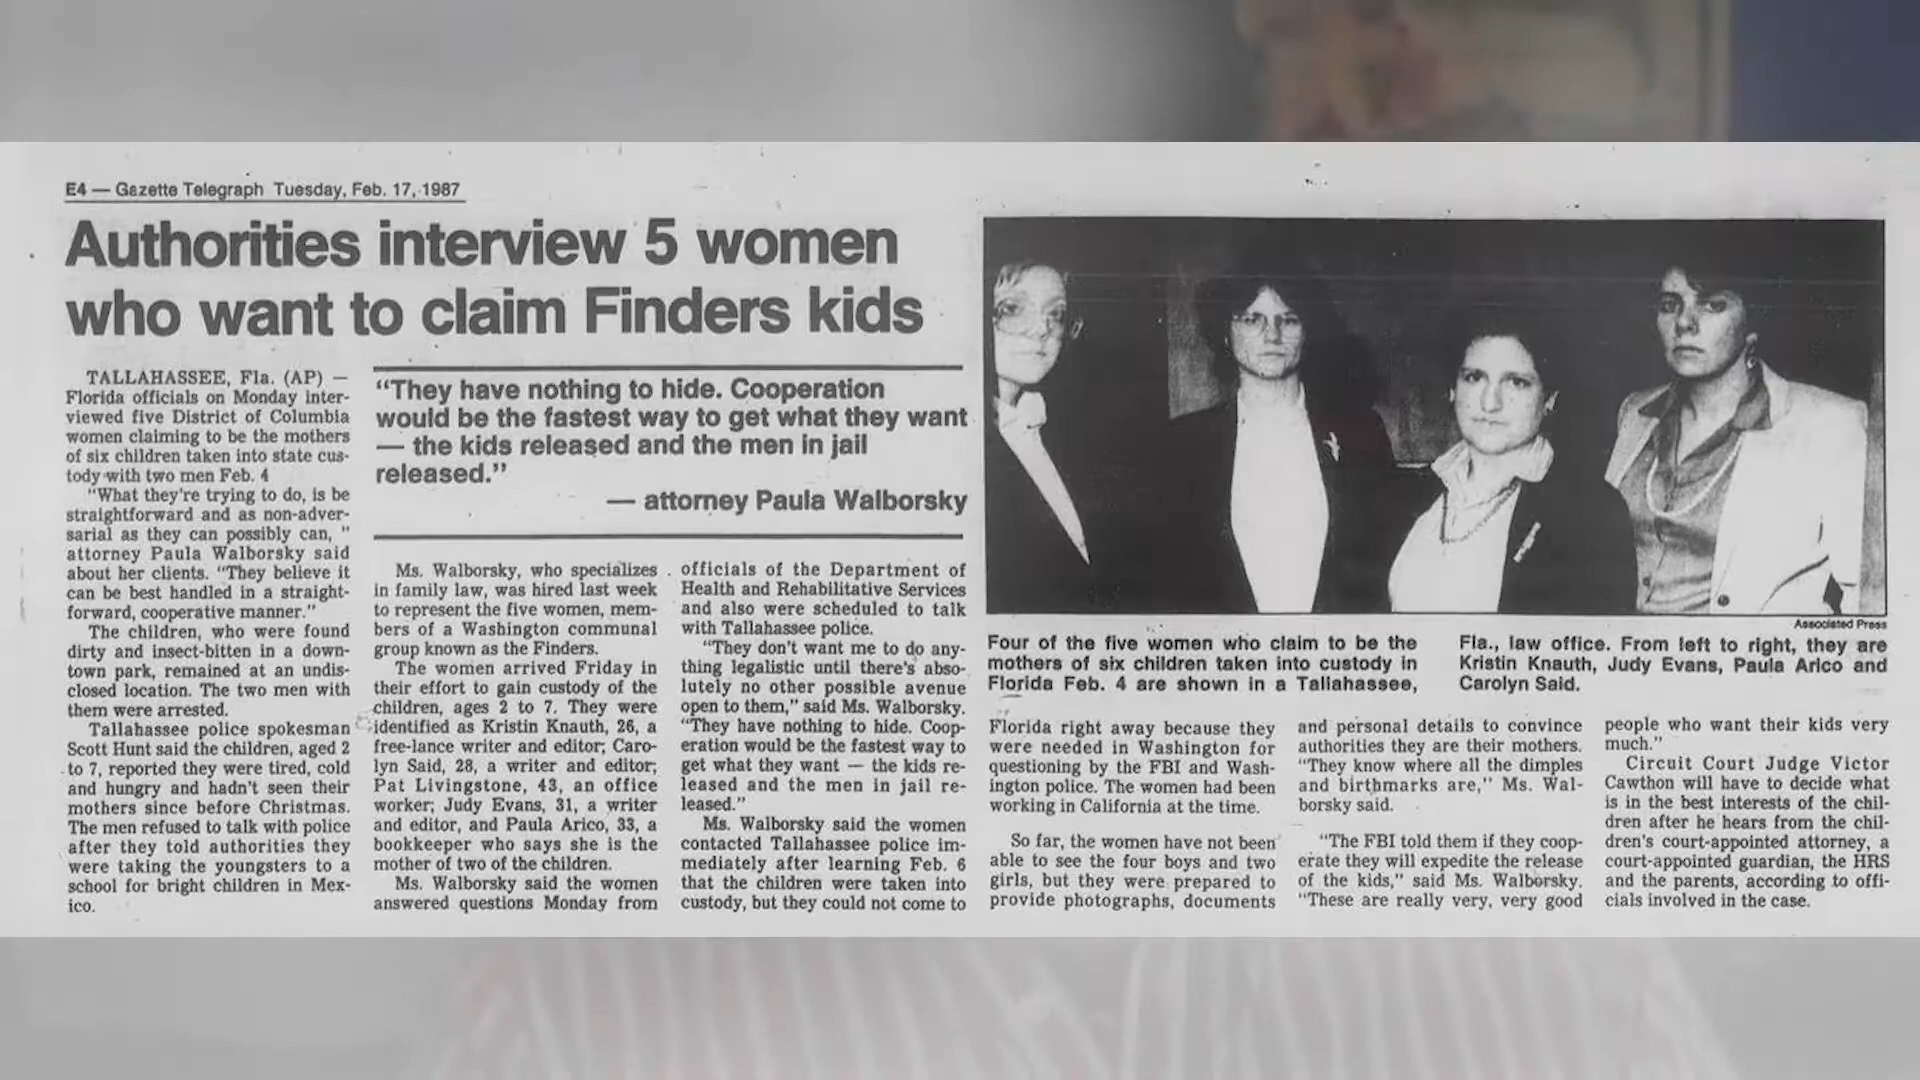 E4 — Gazette Telegraph Tuesday, Feb. 17, 1987
Authorities interview 5 women
who want to claim Finders kids
TALLAHASSEE, Fla. (AP) —
Florida officials on Monday inter-
viewed five District of Columbia
women claiming to be the mothers
of six children taken into state cus-
tody with two men Feb. 4
"What they're trying to do, is be
straightforward and as non-adver-
sarial as they can possibly can, "
attorney Paula Walborsky said
about her clients. "They believe it
can be best handled in a straight-
forward, cooperative manner."
The children, who were found
dirty and insect-bitten in a down-
town park, remained at an undis-
closed location. The two men with
them were arrested.
Tallahassee police spokesman
Scott Hunt said the children, aged 2
to 7, reported they were tired, cold
and hungry and hadn't seen their
mothers since before Christmas.
The men refused to talk with police
after they told authorities they
were taking the youngsters to a
school for bright children in Mex-
ico.
"They have nothing to hide. Cooperation
would be the fastest way to get what they want
— the kids released and the men in jail
released."
— attorney Paula Walborsky
Ms. Walborsky, who specializes
in family law, was hired last week
to represent the five women, mem-
bers of a Washington communal
group known as the Finders.
The women arrived Friday in
their effort to gain custody of the
children, ages 2 to 7. They were
identified as Kristin Knauth, 26, a
free-lance writer and editor; Caro-
lyn Said, 28, a writer and editor;
Pat Livingstone, 43, an office
worker; Judy Evans, 31, a writer
and editor, and Paula Arico, 33, a
bookkeeper who says she is the
mother of two of the children.
Ms. Walborsky said the women
answered questions Monday from
officials of the Department of
Health and Rehabilitative Services
and also were scheduled to talk
with Tallahassee police.
"They don't want me to do any-
thing legalistic until there's abso-
lutely no other possible avenue
open to them," said Ms. Walborsky.
"They have nothing to hide. Coop-
eration would be the fastest way to
get what they want — the kids re-
leased and the men in jail re-
leased."
Ms. Walborsky said the women
contacted Tallahassee police im-
mediately after learning Feb. 6
that the children were taken into
custody, but they could not come to
Associated Press
Four of the five women who claim to be the
mothers of six children taken into custody in
Florida Feb. 4 are shown in a Tallahassee,
Fla., law office. From left to right, they are
Kristin Knauth, Judy Evans, Paula Arico and
Carolyn Said.
Florida right away because they
were needed in Washington for
questioning by the FBI and Wash-
ington police. The women had been
working in California at the time.
So far, the women have not been
able to see the four boys and two
girls, but they were prepared to
provide photographs, documents
and personal details to convince
authorities they are their mothers.
"They know where all the dimples
and birthmarks are," Ms. Wal-
borsky said.
"The FBI told them if they coop-
erate they will expedite the release
of the kids," said Ms. Walborsky.
"These are really very, very good
people who want their kids very
much."
Circuit Court Judge Victor
Cawthon will have to decide what
is in the best interests of the chil-
dren after he hears from the chil-
dren's court-appointed attorney, a
court-appointed guardian, the HRS
and the parents, according to offi-
cials involved in the case.